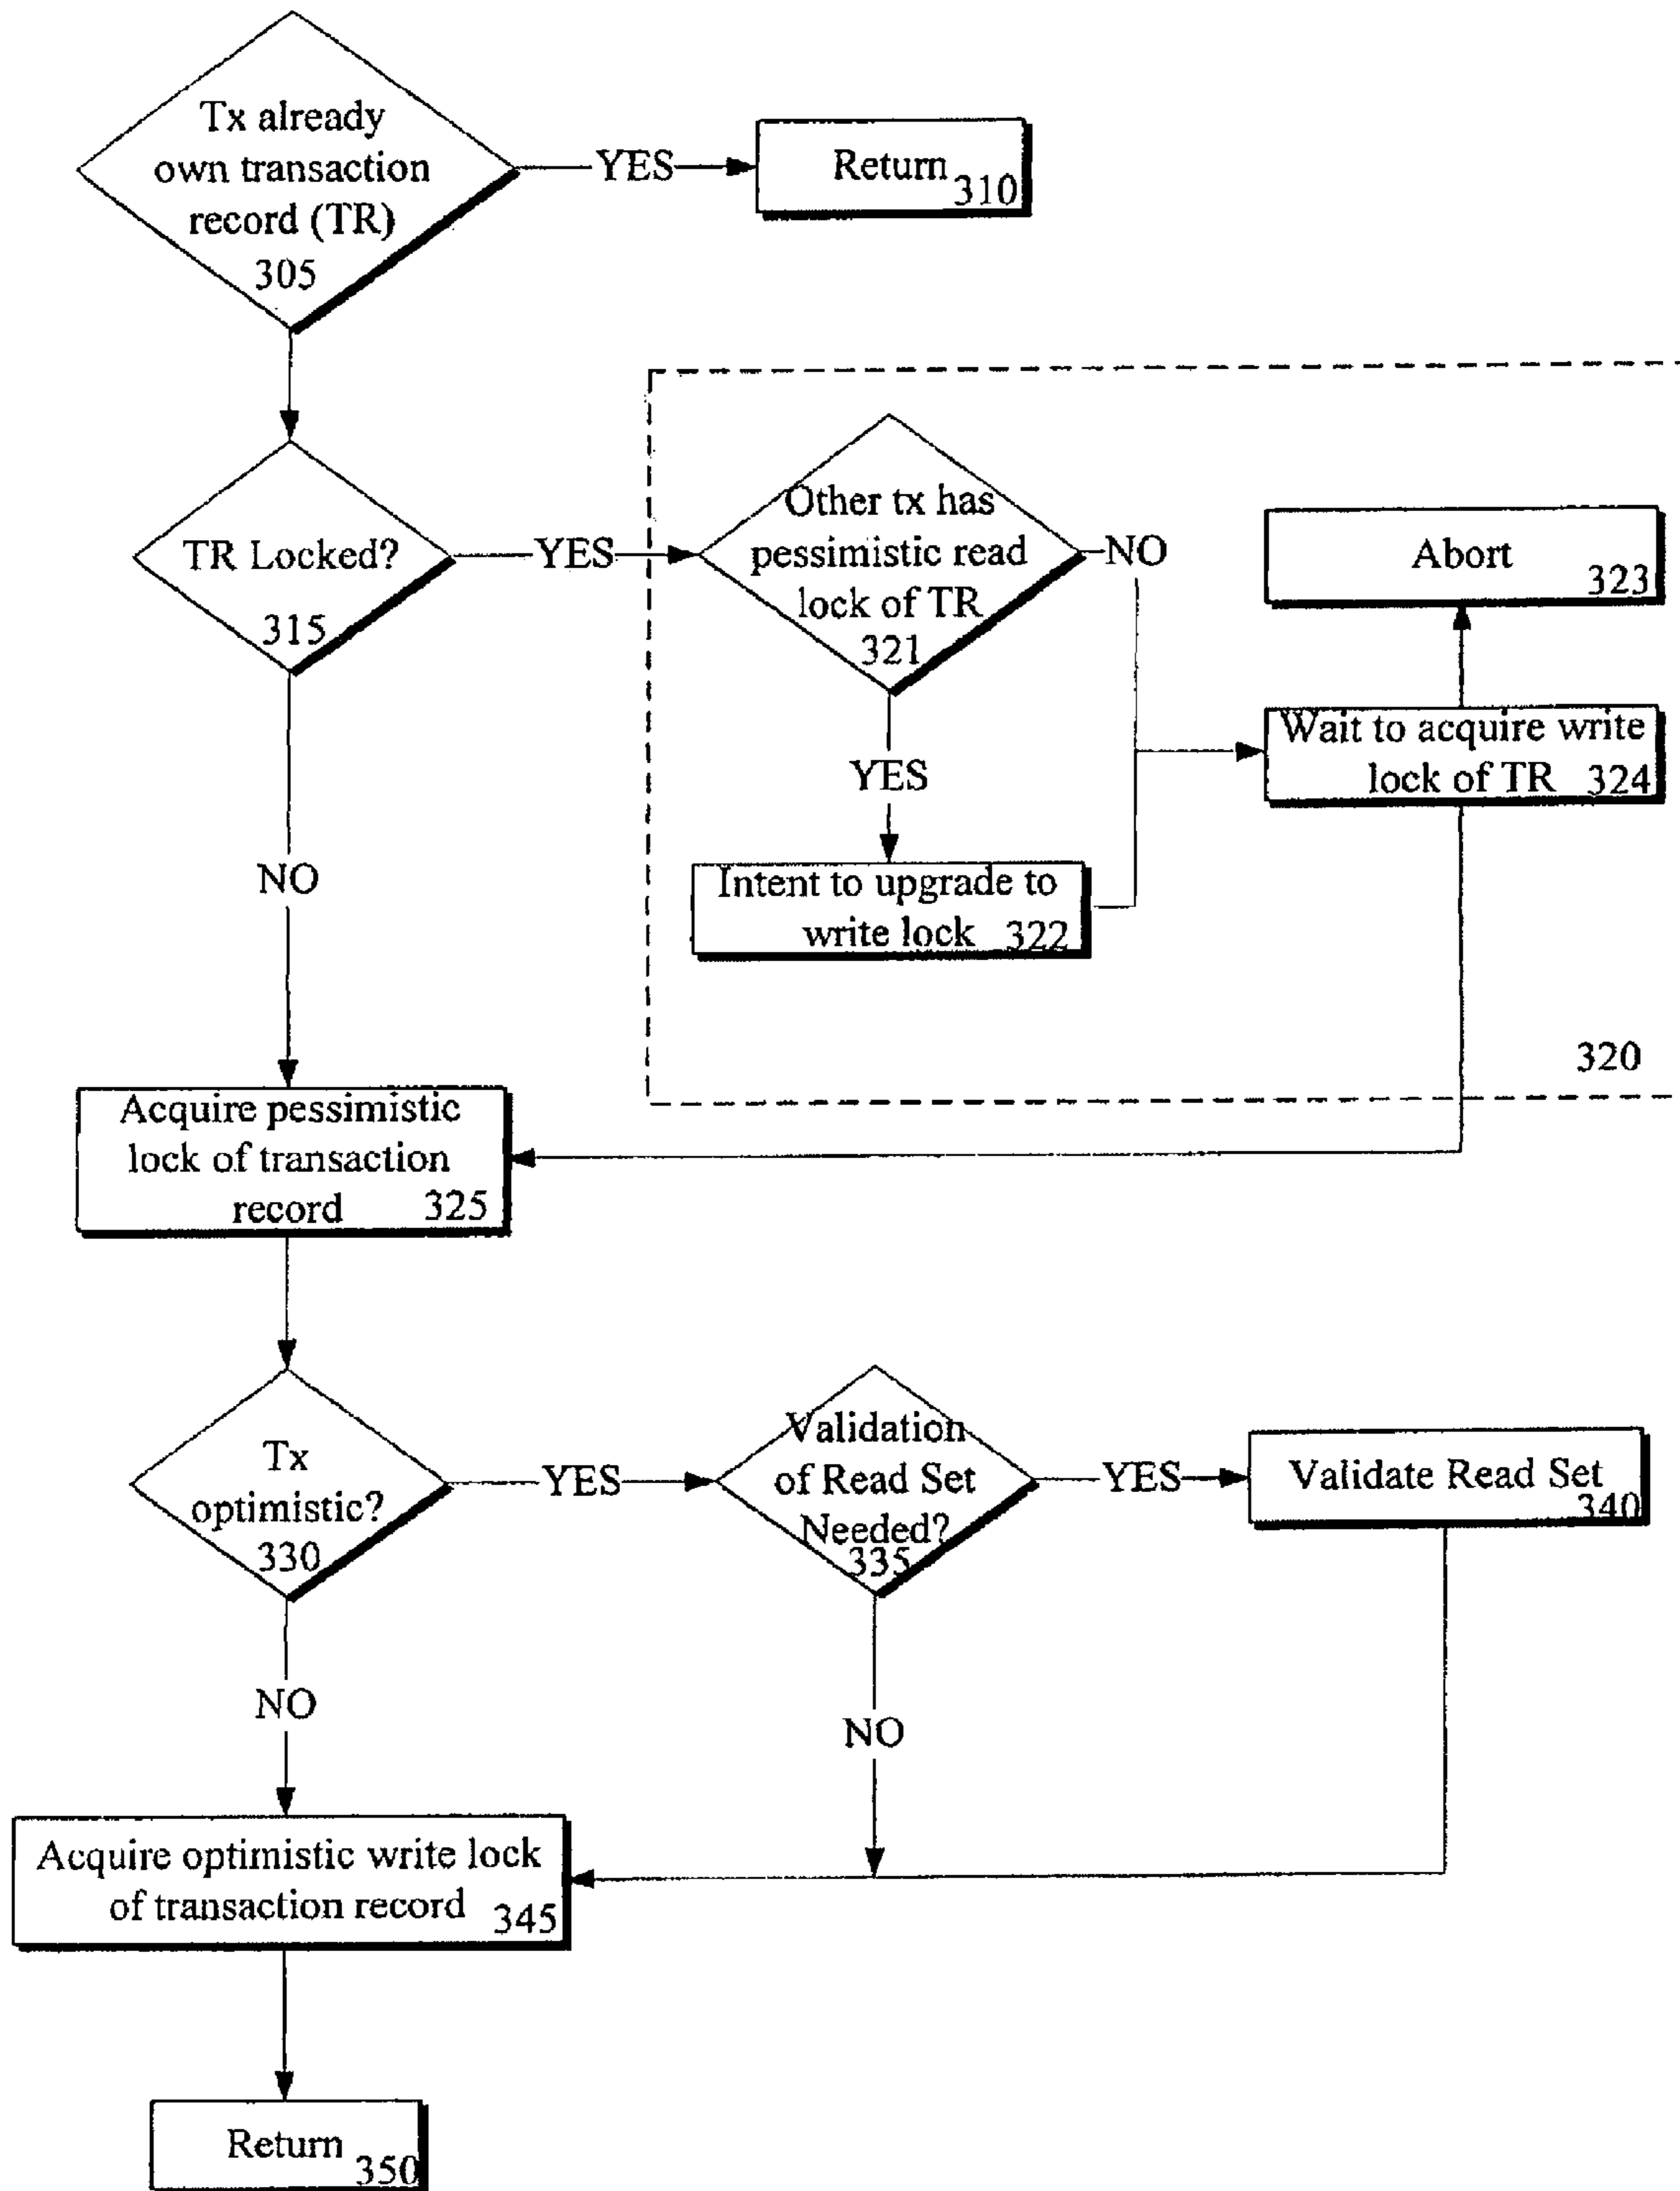 Tx already
own transaction
record (TR)
305
YES
Return
310
TR Locked?
315
YES
Other tx has
pessimistic read
lock of TR
321
NO
Abort
323
YES
Wait to acquire write
lock of TR 324
Intent to upgrade to
write lock 322
NO
320
Acquire pessimistic
lock of transaction
record 325
Tx
optimistic?
330
YES
Validation
of Read Set
Needed?
335
YES
Validate Read Set
340
NO
NO
Acquire optimistic write lock
of transaction record 345
Return
350